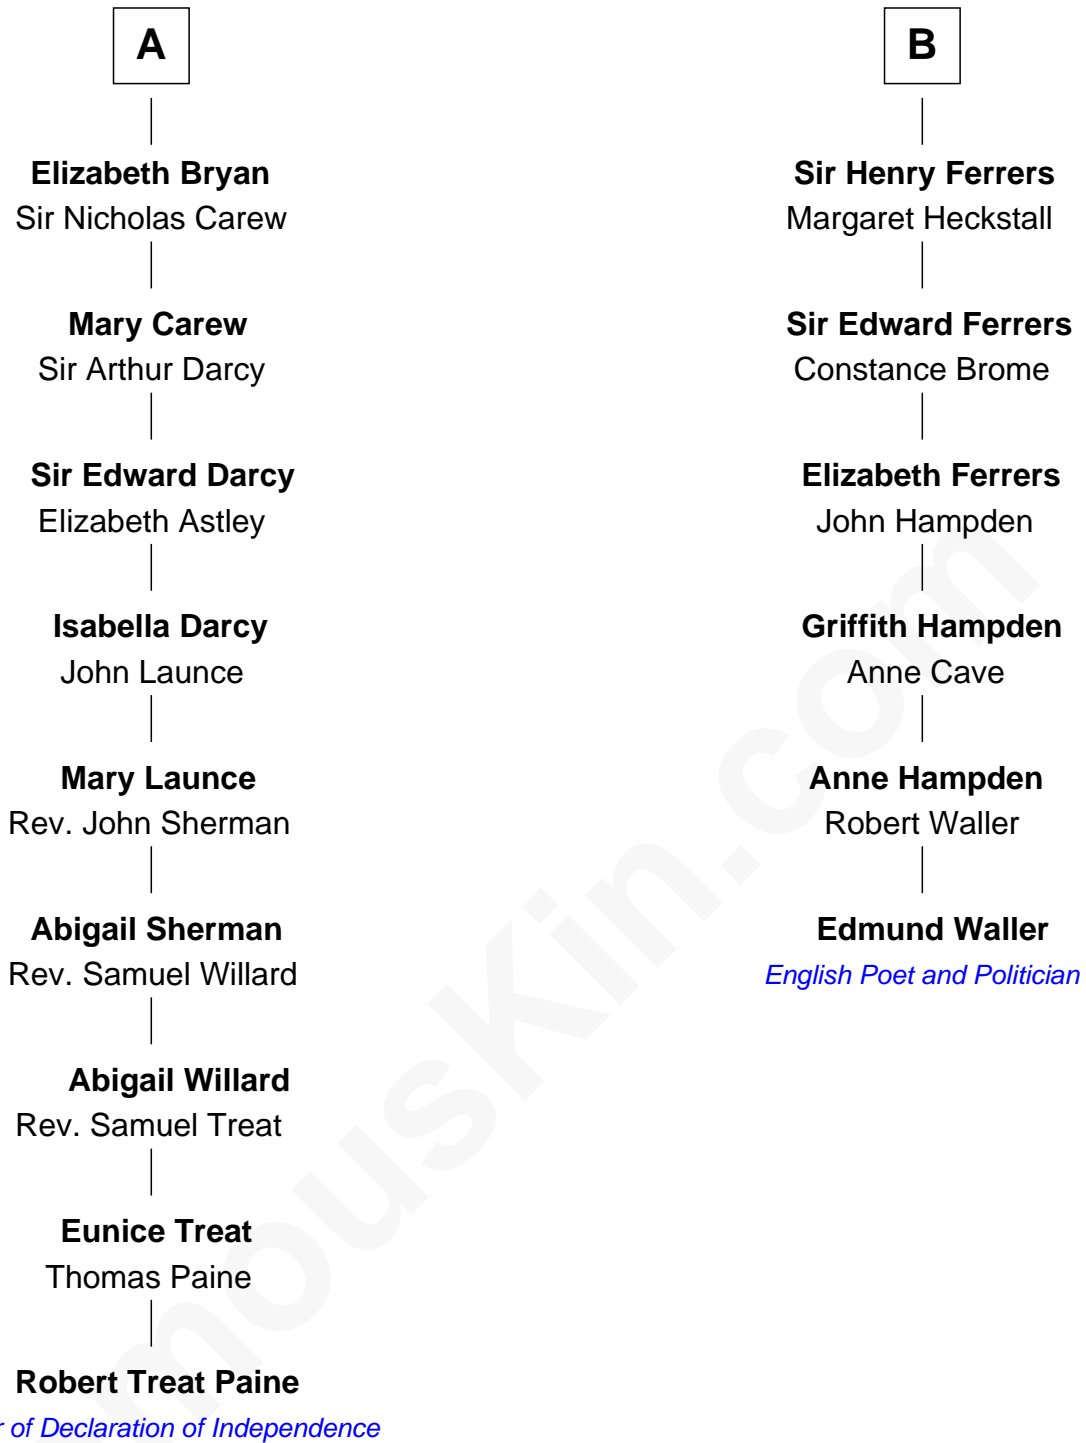 A
Elizabeth Bryan
Sir Nicholas Carew
Mary Carew
Sir Arthur Darcy
Sir Edward Darcy
Elizabeth Astley
Isabella Darcy
John Launce
Mary Launce
Rev. John Sherman
Abigail Sherman
Rev. Samuel Willard
Abigail Willard
Rev. Samuel Treat
Eunice Treat
Thomas Paine
Robert Treat Paine
r of Declaration of Independence
B
Sir Henry Ferrers
Margaret Heckstall
Sir Edward Ferrers
Constance Brome
Elizabeth Ferrers
John Hampden
Griffith Hampden
Anne Cave
Anne Hampden
Robert Waller
Edmund Waller
English Poet and Politician
mousKin.com